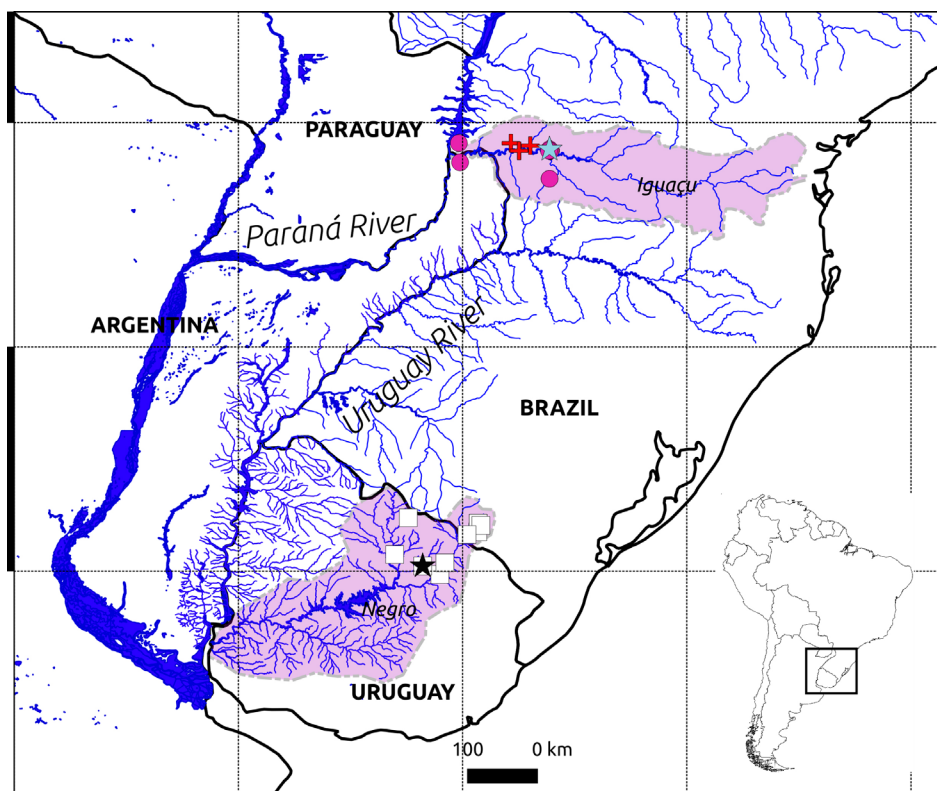 PARAGUAY
Iguaçu
Paraná River
ARGENTINA
Uruguay River
BRAZIL
Negro
URUGUAY
100 0 km